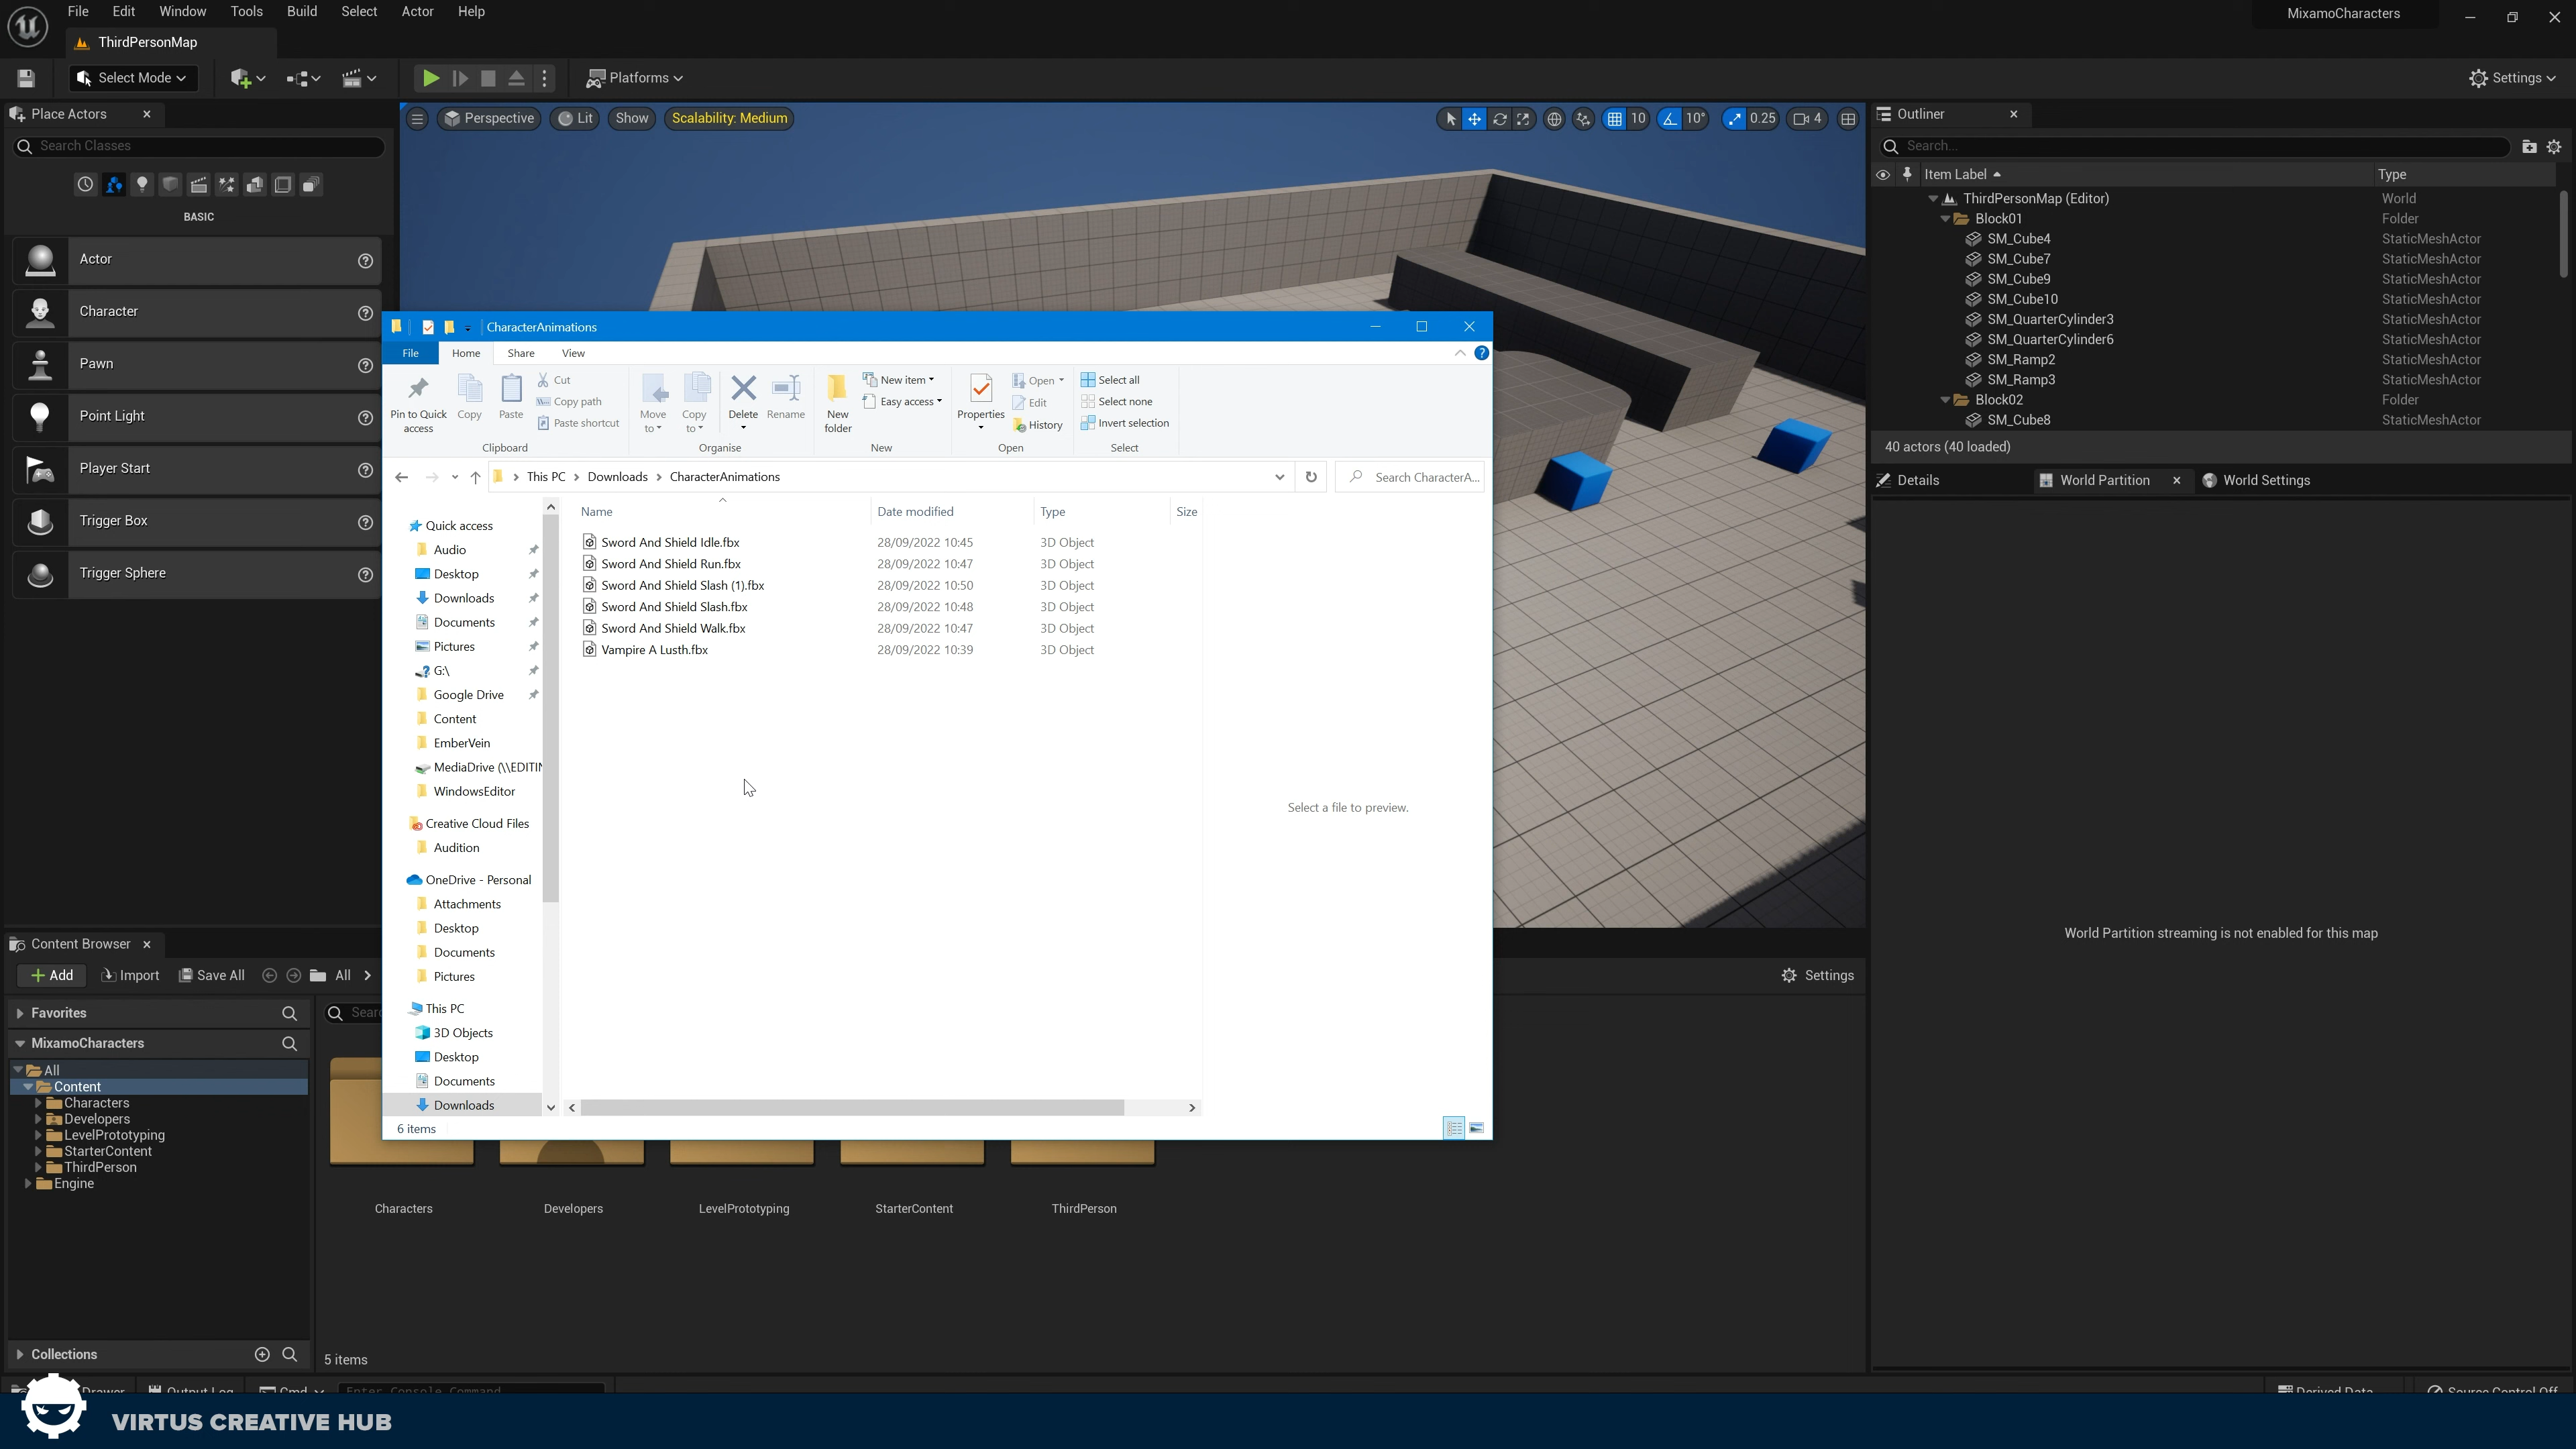 File Edit Window Tools Build Select Actor Help
MixamoCharacters
ThirdPersonMap
Select Mode
Platforms
Settings
Place Actors
Search Classes
BASIC
Actor
Character
Pawn
Point Light
Player Start
Trigger Box
Trigger Sphere
Perspective Lit Show Scalability: Medium
10 10° 0.25 4
Outliner
Search...
Item Label Type
ThirdPersonMap (Editor) World
Block01 Folder
SM_Cube4 StaticMeshActor
SM_Cube7 StaticMeshActor
SM_Cube9 StaticMeshActor
SM_Cube10 StaticMeshActor
SM_QuarterCylinder3 StaticMeshActor
SM_QuarterCylinder6 StaticMeshActor
SM_Ramp2 StaticMeshActor
SM_Ramp3 StaticMeshActor
Block02 Folder
SM_Cube8 StaticMeshActor
40 actors (40 loaded)
Details World Partition World Settings
World Partition streaming is not enabled for this map
CharacterAnimations
File Home Share View
Pin to Quick access
Copy
Paste
Cut
Copy path
Paste shortcut
Clipboard
Move to
Copy to
Delete
Rename
Organise
New folder
New item
Easy access
New
Properties
Open
Edit
History
Open
Select all
Select none
Invert selection
Select
This PC > Downloads > CharacterAnimations
Search CharacterA...
Quick access
Audio
Desktop
Downloads
Documents
Pictures
G:\
Google Drive
Content
EmberVein
MediaDrive (\\EDITIN
WindowsEditor
Creative Cloud Files
Audition
OneDrive - Personal
Attachments
Desktop
Documents
Pictures
This PC
3D Objects
Desktop
Documents
Downloads
Name Date modified Type Size
Sword And Shield Idle.fbx 28/09/2022 10:45 3D Object
Sword And Shield Run.fbx 28/09/2022 10:47 3D Object
Sword And Shield Slash (1).fbx 28/09/2022 10:50 3D Object
Sword And Shield Slash.fbx 28/09/2022 10:48 3D Object
Sword And Shield Walk.fbx 28/09/2022 10:47 3D Object
Vampire A Lusth.fbx 28/09/2022 10:39 3D Object
Select a file to preview.
6 items
Content Browser
Add Import Save All All
Settings
Favorites
MixamoCharacters
All
Content
Characters
Developers
LevelPrototyping
StarterContent
ThirdPerson
Engine
Collections
Sear
Characters Developers LevelPrototyping StarterContent ThirdPerson
5 items
Drawer Output Log Cmd Enter Console Command
Derived Data Source Control Off
VIRTUS CREATIVE HUB